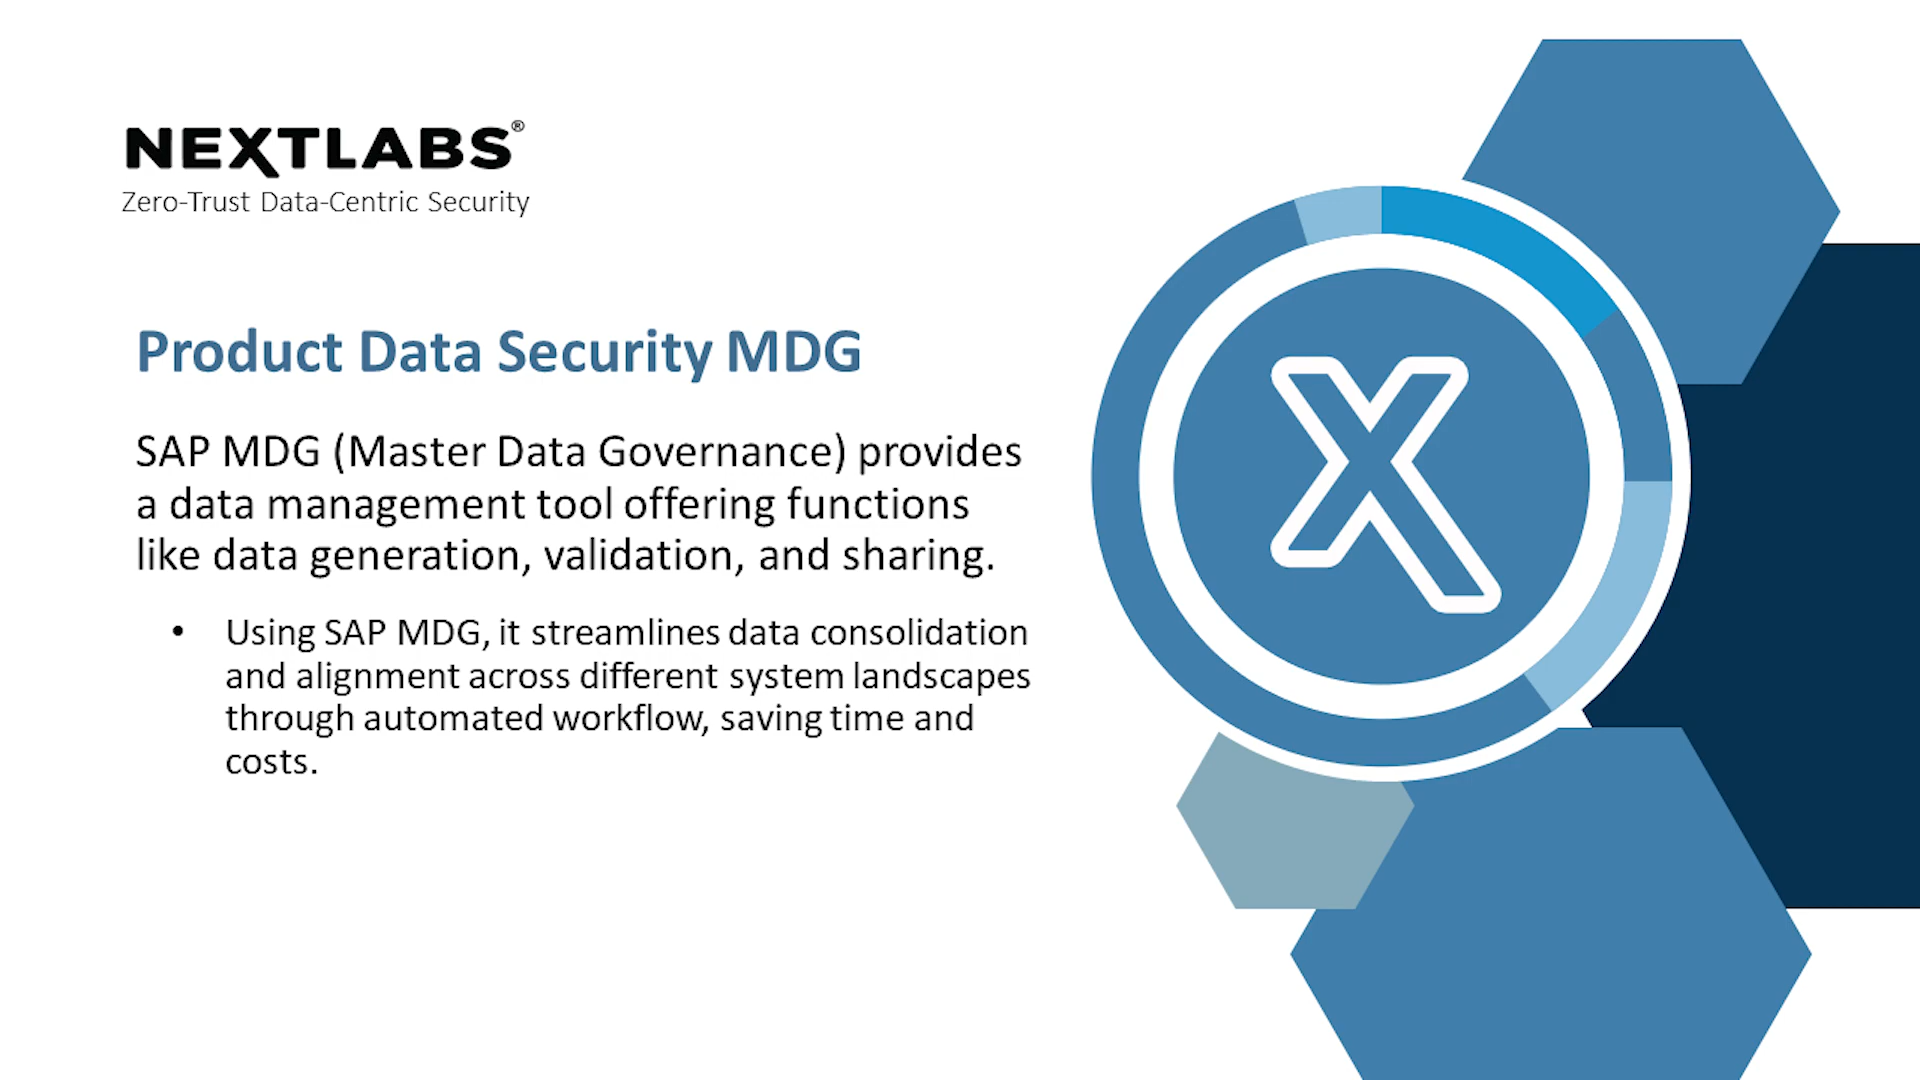 NEXTLABS®
Zero-Trust Data-Centric Security
Product Data Security MDG
SAP MDG (Master Data Governance) provides
a data management tool offering functions
like data generation, validation, and sharing.
• Using SAP MDG, it streamlines data consolidation
and alignment across different system landscapes
through automated workflow, saving time and
costs.
X